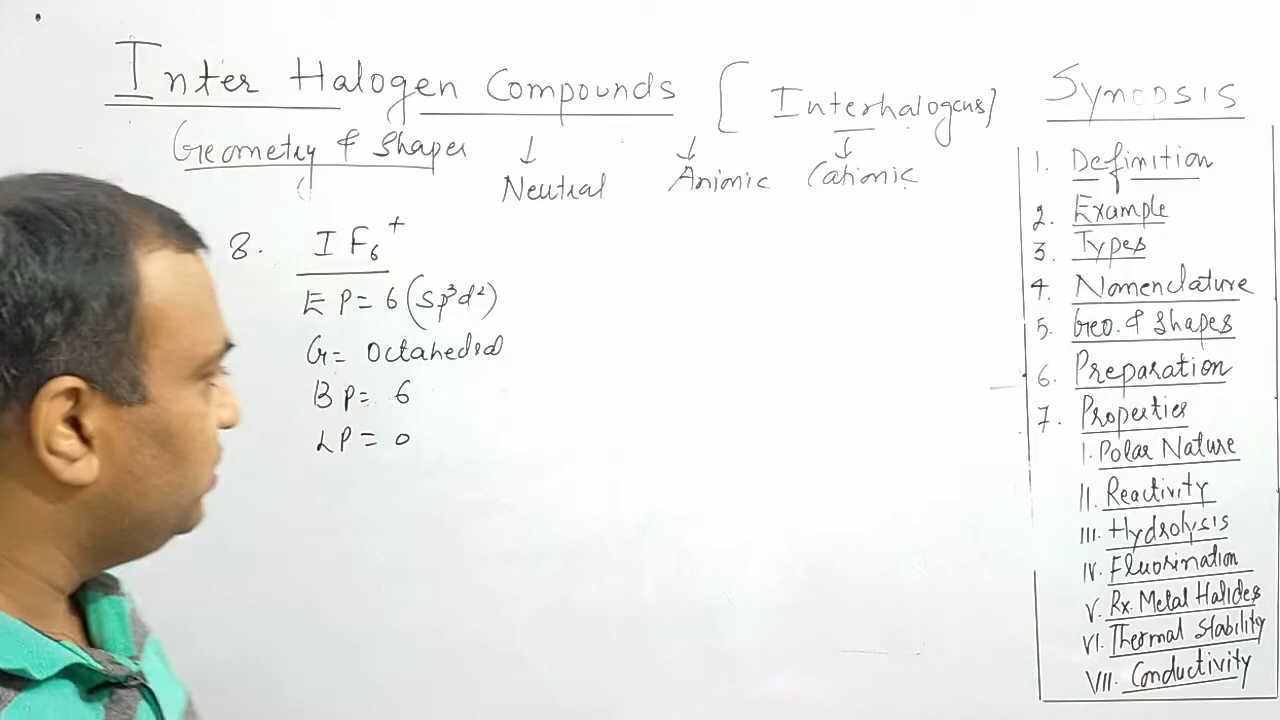 Inter Halogen Compounds [Interhalogens]
Geometry & Shapes ↓ ↓ ↓
Neutral Anionic Cationic
8. IF₆⁺
EP = 6 (Sp³d²)
G = Octahedral
BP = 6
LP = 0
Synopsis
1. Definition
2. Example
3. Types
4. Nomenclature
5. Geo. & Shapes
6. Preparation
7. Properties
I. Polar Nature
II. Reactivity
III. Hydrolysis
IV. Fluorination
V. Rx. Metal Halides
VI. Thermal Stability
VII. Conductivity